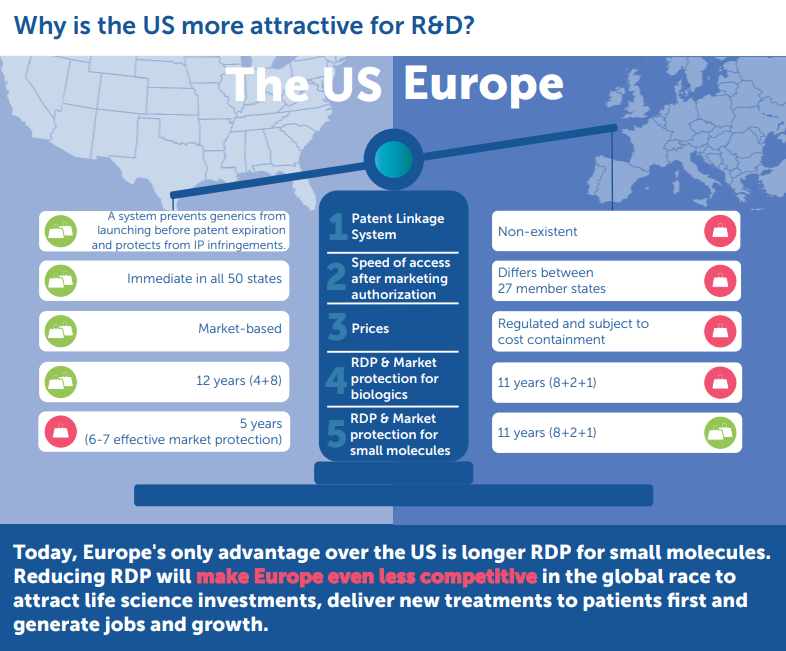 Why is the US more attractive for R&D?
The US Europe
A system prevents generics from
launching before patent expiration
and protects from IP infringements.
1 Patent Linkage
System
Non-existent
Immediate in all 50 states
2 Speed of access
after marketing
authorization
Differs between
27 member states
Market-based
3 Prices
Regulated and subject to
cost containment
12 years (4+8)
4 RDP & Market
protection for
biologics
11 years (8+2+1)
5 years
(6-7 effective market protection)
5 RDP & Market
protection for
small molecules
11 years (8+2+1)
Today, Europe's only advantage over the US is longer RDP for small molecules.
Reducing RDP will make Europe even less competitive in the global race to
attract life science investments, deliver new treatments to patients first and
generate jobs and growth.